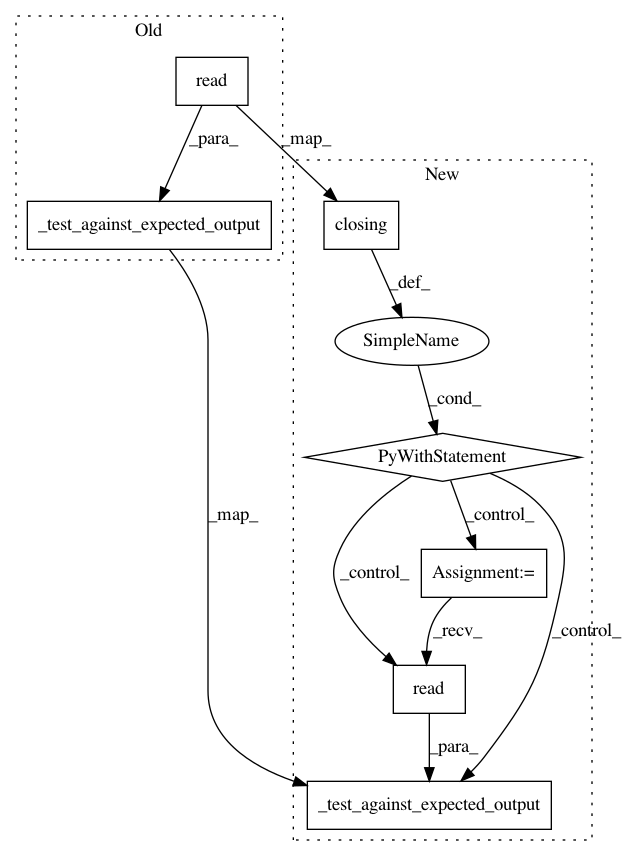 Old
read
_para_
_map_
New
_test_against_expected_output
closing
_def_
SimpleName
_cond_
PyWithStatement
_map_
_control_
_control_
Assignment:=
_recv_
_control_
read
_para_
_test_against_expected_output